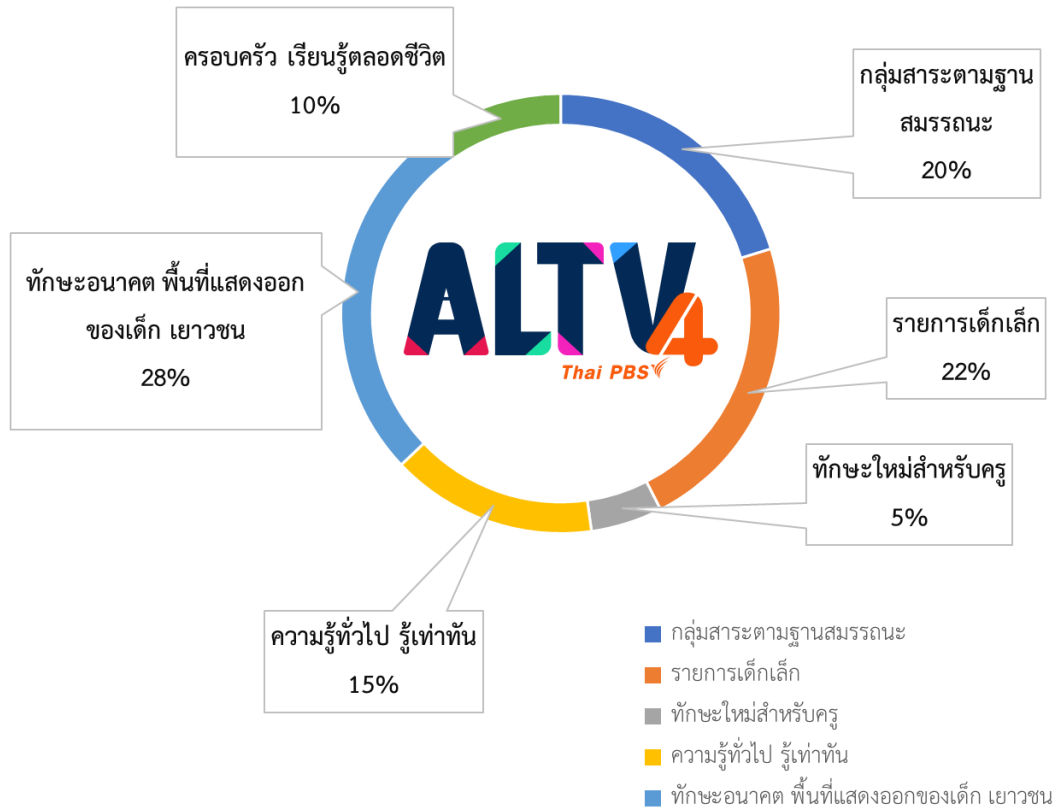 ครอบครัว เรียนรู้ตลอดชีวิต
10%
กลุ่มสาระตามฐาน
สมรรถนะ
20%
ทักษะอนาคต พื้นที่แสดงออก
ของเด็ก เยาวชน
28%
ALTV4
Thai PBS
รายการเด็กเล็ก
22%
ทักษะใหม่สำหรับครู
5%
ความรู้ทั่วไป รู้เท่าทัน
15%
กลุ่มสาระตามฐานสมรรถนะ
รายการเด็กเล็ก
ทักษะใหม่สำหรับครู
ความรู้ทั่วไป รู้เท่าทัน
ทักษะอนาคต พื้นที่แสดงออกของเด็ก เยาวชน